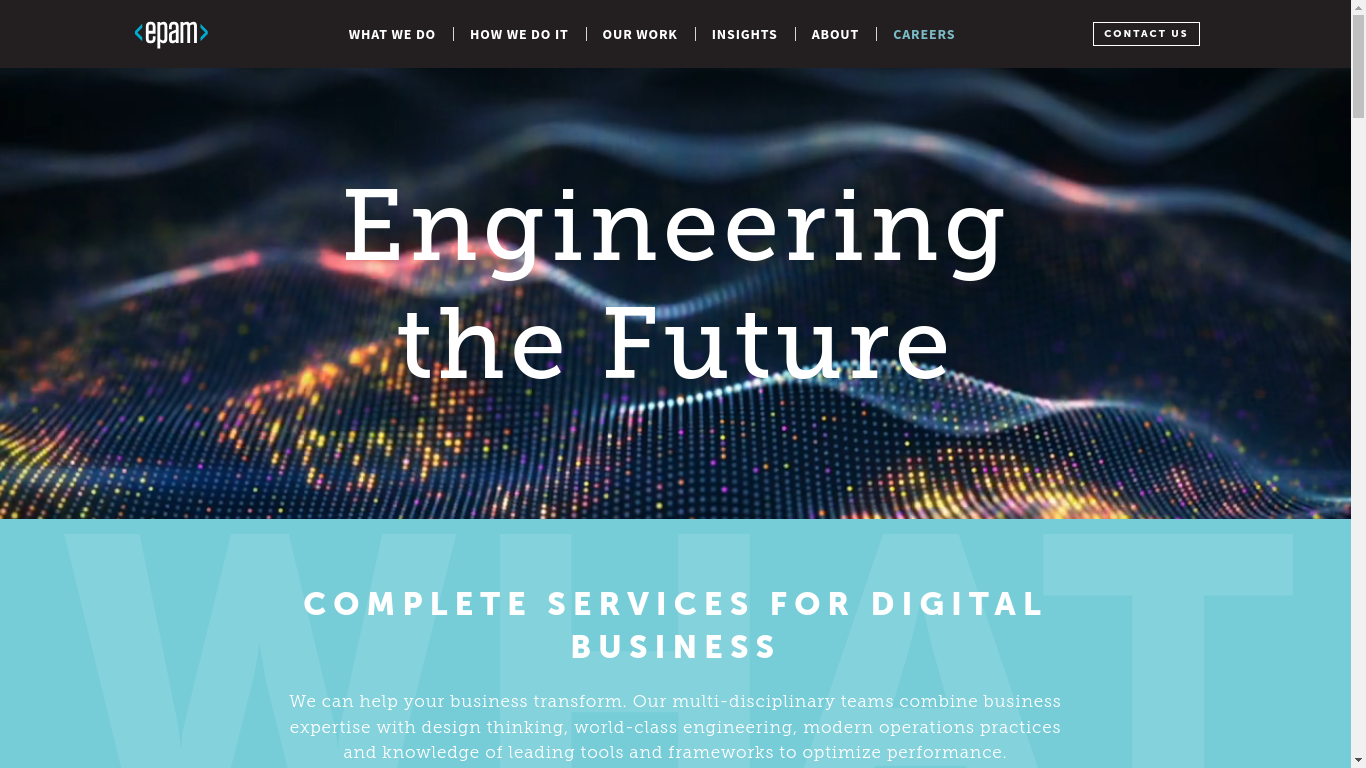 <epam>
WHAT WE DO
HOW WE DO IT
OUR WORK
INSIGHTS
ABOUT
CAREERS
CONTACT US
Engineering
the Future
WHAT
COMPLETE SERVICES FOR DIGITAL
BUSINESS
We can help your business transform. Our multi-disciplinary teams combine business
expertise with design thinking, world-class engineering, modern operations practices
and knowledge of leading tools and frameworks to optimize performance.